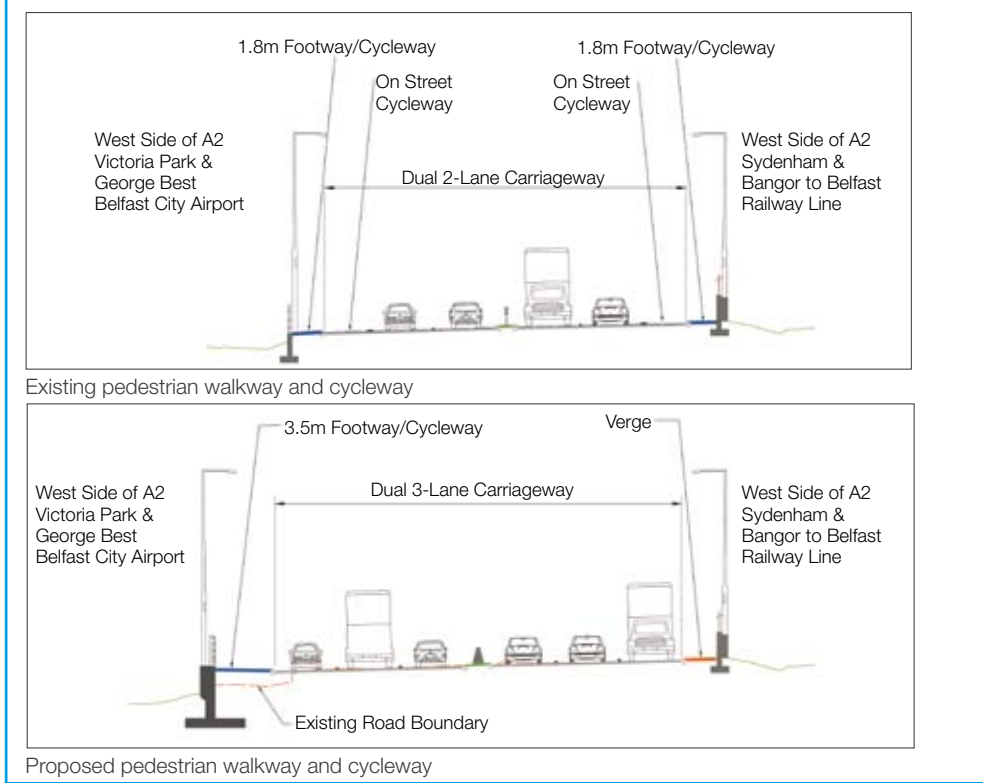 1.8m Footway/Cycleway
1.8m Footway/Cycleway
On Street
Cycleway
On Street
Cycleway
West Side of A2
Victoria Park &
George Best
Belfast City Airport
Dual 2-Lane Carriageway
West Side of A2
Sydenham &
Bangor to Belfast
Railway Line
Existing pedestrian walkway and cycleway
3.5m Footway/Cycleway
Verge
West Side of A2
Victoria Park &
George Best
Belfast City Airport
Dual 3-Lane Carriageway
West Side of A2
Sydenham &
Bangor to Belfast
Railway Line
Existing Road Boundary
Proposed pedestrian walkway and cycleway